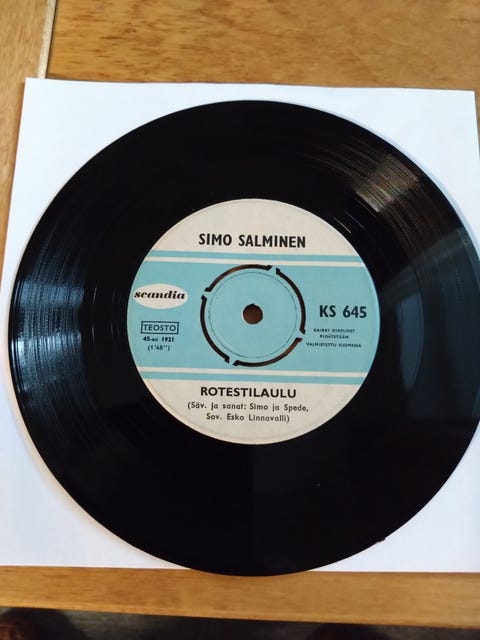 SIMO SALMINEN
scandia
TEOSTO
45-sc 1921
(1'48")
KS 645
KAIKKI OIKEUDET
PIDÄTETÄÄN
VALMISTETTU SUOMESSA
ROTESTILAULU
(Säv. ja sanat: Simo ja Spede,
Sov. Esko Linnavalli)